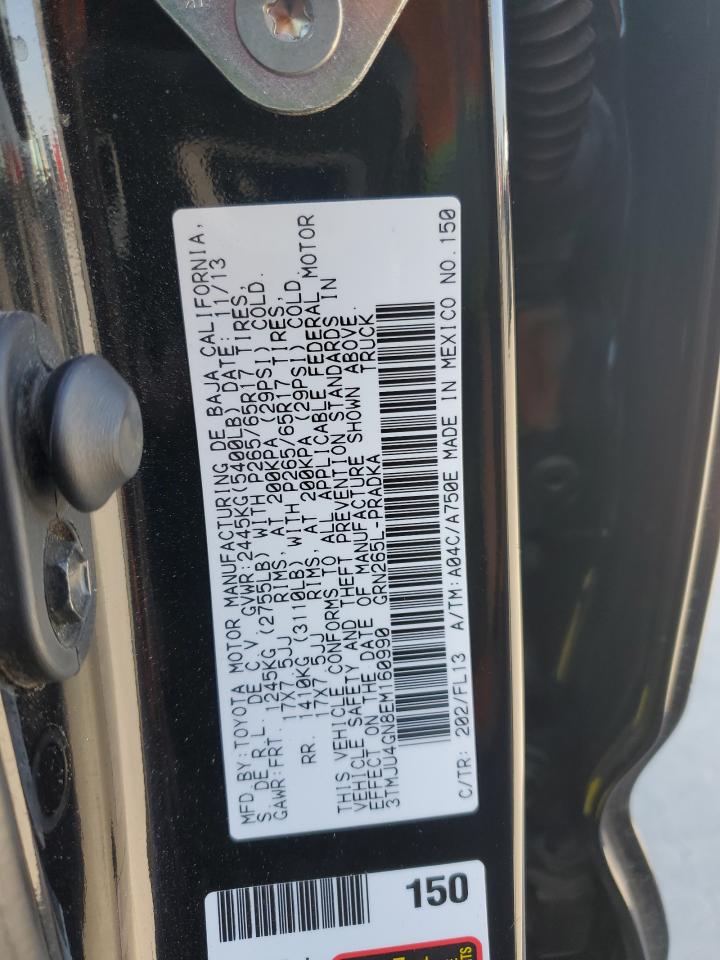 MFD. BY: TOYOTA MOTOR MANUFACTURING DE BAJA CALIFORNIA,
S. DE R.L. DE C.V. GVWR:2445KG(5400LB) DATE: 11/13
GAWR:FRT. 1245KG (2755LB) WITH P265/65R17 TIRES,
17X7.5JJ RIMS, AT 200KPA (29PSI) COLD.
RR. 1410KG (3110LB) WITH P265/65R17 TIRES,
17X7.5JJ RIMS, AT 200KPA (29PSI) COLD.
THIS VEHICLE CONFORMS TO ALL APPLICABLE FEDERAL MOTOR
VEHICLE SAFETY AND THEFT PREVENTION STANDARDS IN
EFFECT ON THE DATE OF MANUFACTURE SHOWN ABOVE.
3TMJU4GN8EM160990 GRN265L-PRADKA TRUCK
C/TR: 202/FL13 A/TM:A04C/A750E MADE IN MEXICO NO.150
150